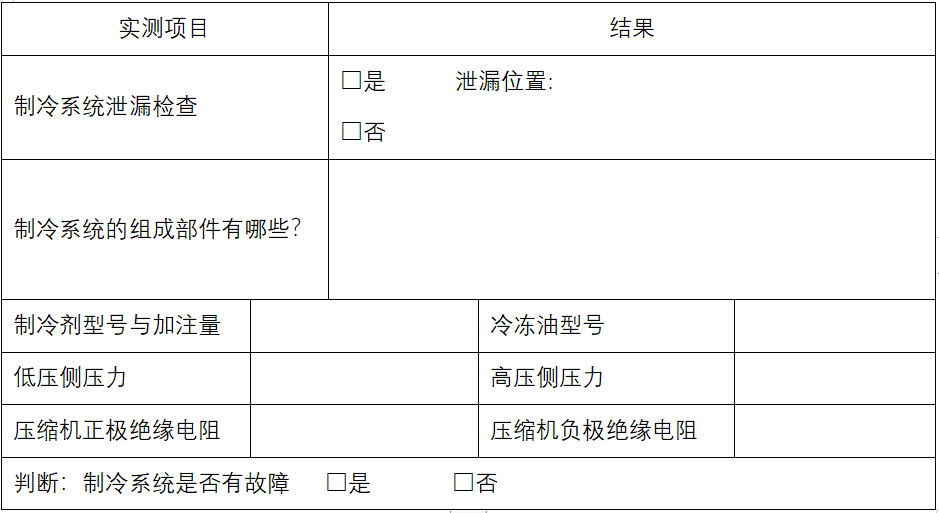 实测项目 结果
制冷系统泄漏检查 □是 泄漏位置:
□否
制冷系统的组成部件有哪些？
制冷剂型号与加注量 冷冻油型号
低压侧压力 高压侧压力
压缩机正极绝缘电阻 压缩机负极绝缘电阻
判断：制冷系统是否有故障 □是 □否